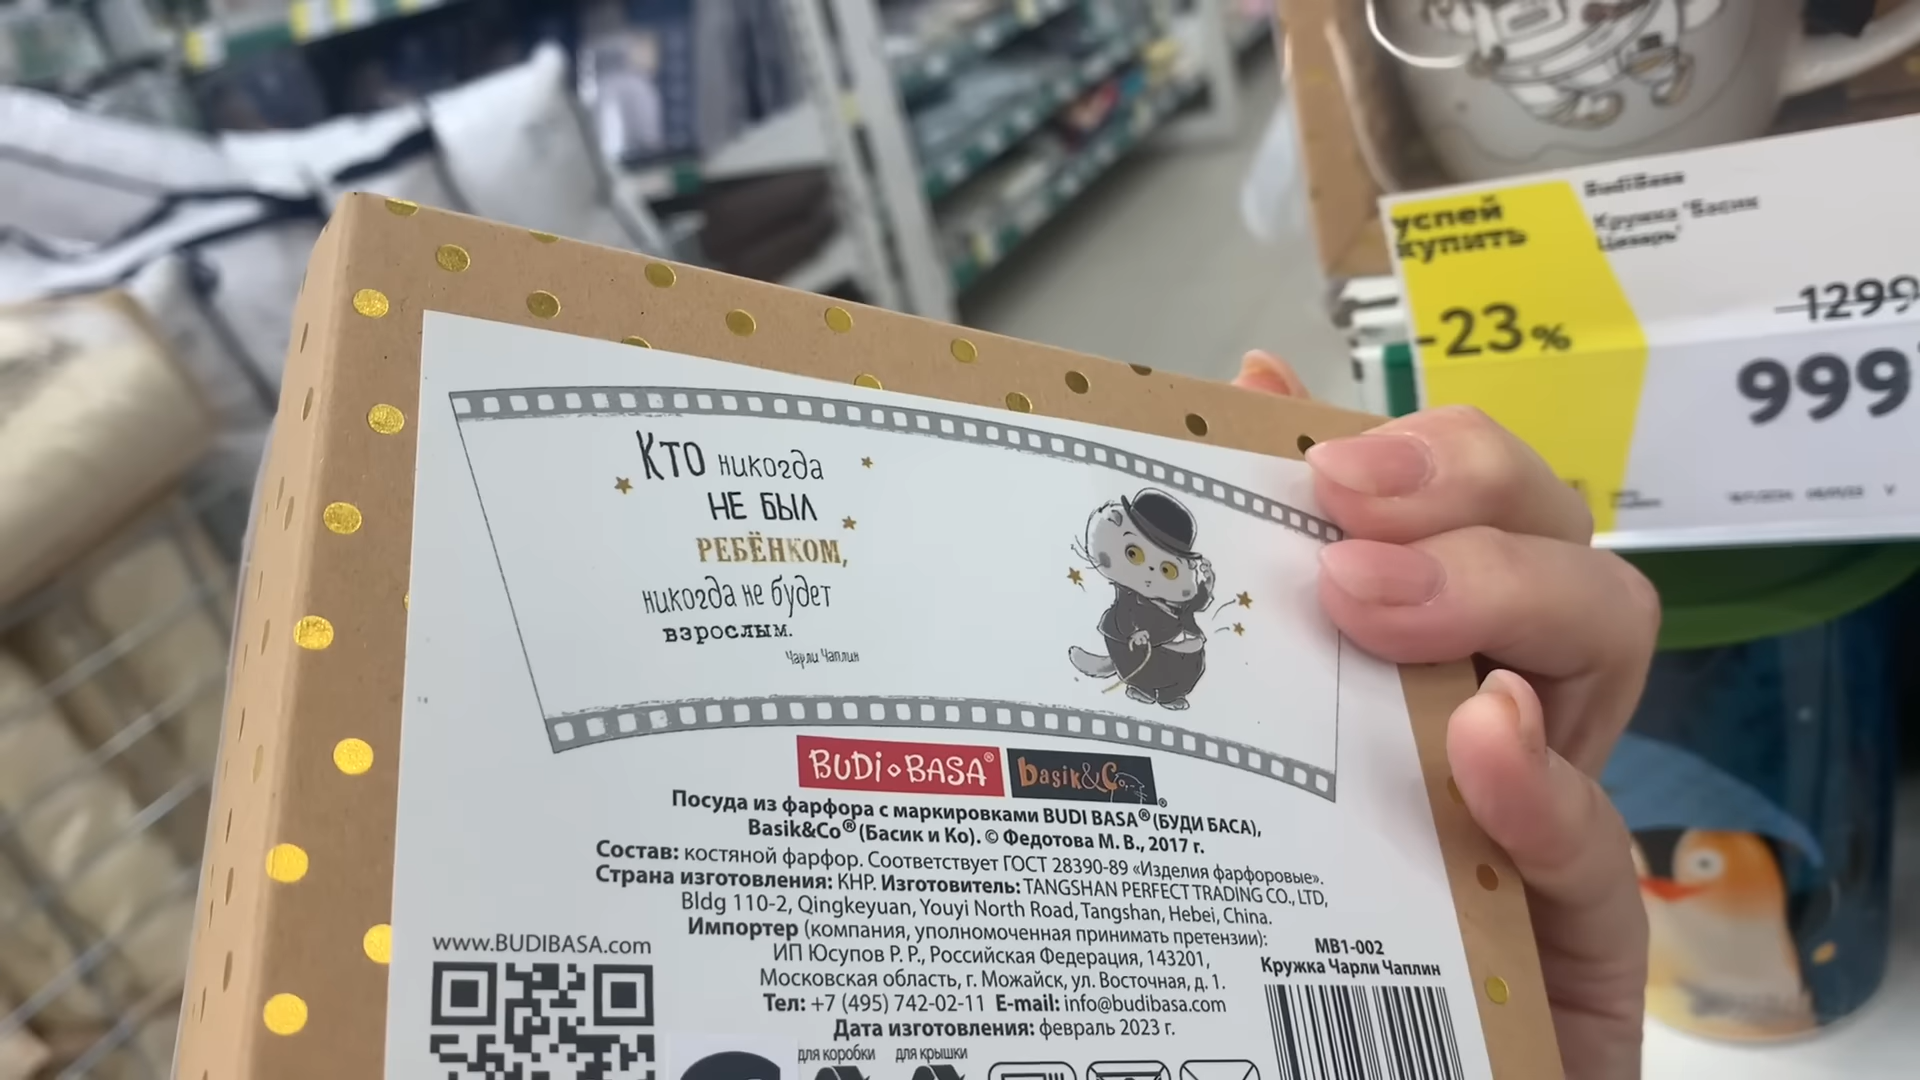 Кто никогда
не был
ребёнком,
никогда не будет
взрослым.
Чарли Чаплин
BUDi BASA®
basik&Co®
Посуда из фарфора с маркировками BUDI BASA® (БУДИ БАСА),
Basik&Co® (Басик и Ко). © Федотова М. В., 2017 г.
Состав: костяной фарфор. Соответствует ГОСТ 28390-89 «Изделия фарфоровые».
Страна изготовления: КНР. Изготовитель: TANGSHAN PERFECT TRADING CO., LTD,
Bldg 110-2, Qingkeyuan, Youyi North Road, Tangshan, Hebei, China.
Импортер (компания, уполномоченная принимать претензии):
ИП Юсупов Р. Р., Российская Федерация, 143201,
Московская область, г. Можайск, ул. Восточная, д. 1.
Тел: +7 (495) 742-02-11 E-mail: info@budibasa.com
Дата изготовления: февраль 2023 г.
www.BUDIBASA.com
МВ1-002
Кружка Чарли Чаплин
для коробки для крышки
успей
купить
-23%
BudiBasa
Кружка "Басик
Цезарь"
1299
999